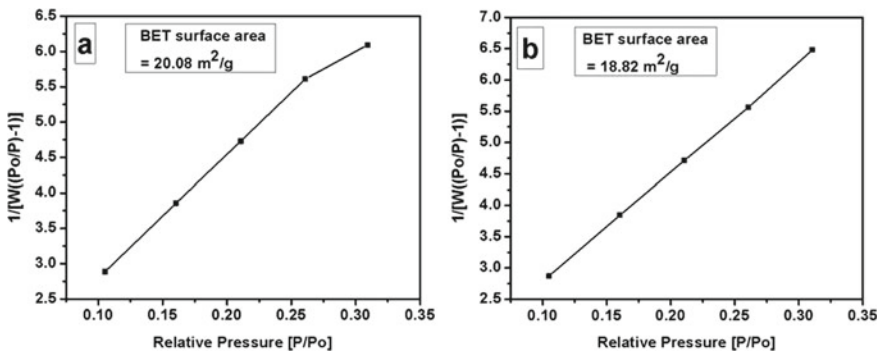 a
BET surface area
= 20.08 m²/g
1/[W((Po/P)-1)]
6.5
6.0
5.5
5.0
4.5
4.0
3.5
3.0
2.5
0.10 0.15 0.20 0.25 0.30 0.35
Relative Pressure [P/Po]
b
BET surface area
= 18.82 m²/g
1/[W((Po/P)-1)]
7.0
6.5
6.0
5.5
5.0
4.5
4.0
3.5
3.0
2.5
0.10 0.15 0.20 0.25 0.30 0.35
Relative Pressure [P/Po]